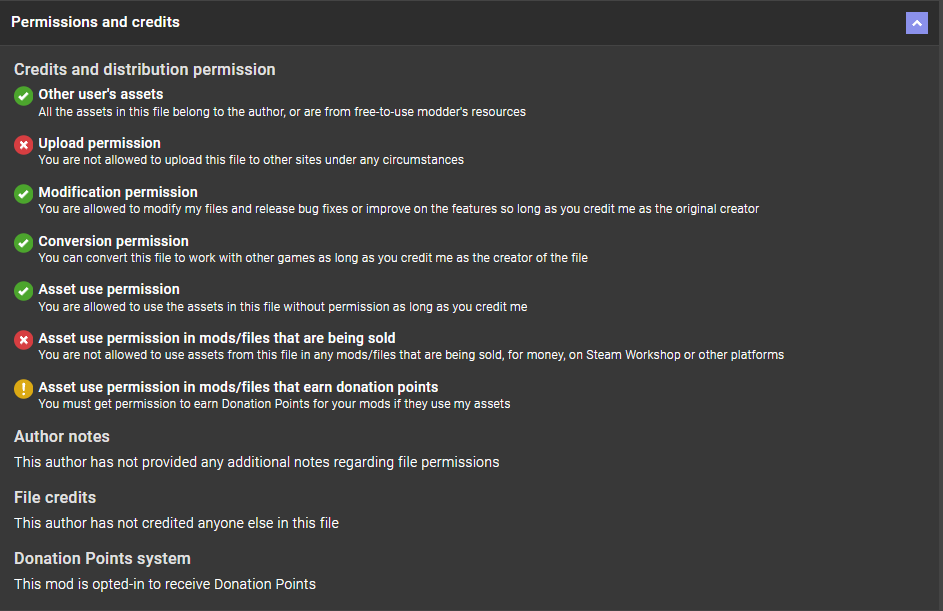 Permissions and credits
Credits and distribution permission
Other user's assets
All the assets in this file belong to the author, or are from free-to-use modder's resources
Upload permission
You are not allowed to upload this file to other sites under any circumstances
Modification permission
You are allowed to modify my files and release bug fixes or improve on the features so long as you credit me as the original creator
Conversion permission
You can convert this file to work with other games as long as you credit me as the creator of the file
Asset use permission
You are allowed to use the assets in this file without permission as long as you credit me
Asset use permission in mods/files that are being sold
You are not allowed to use assets from this file in any mods/files that are being sold, for money, on Steam Workshop or other platforms
Asset use permission in mods/files that earn donation points
You must get permission to earn Donation Points for your mods if they use my assets
Author notes
This author has not provided any additional notes regarding file permissions
File credits
This author has not credited anyone else in this file
Donation Points system
This mod is opted-in to receive Donation Points